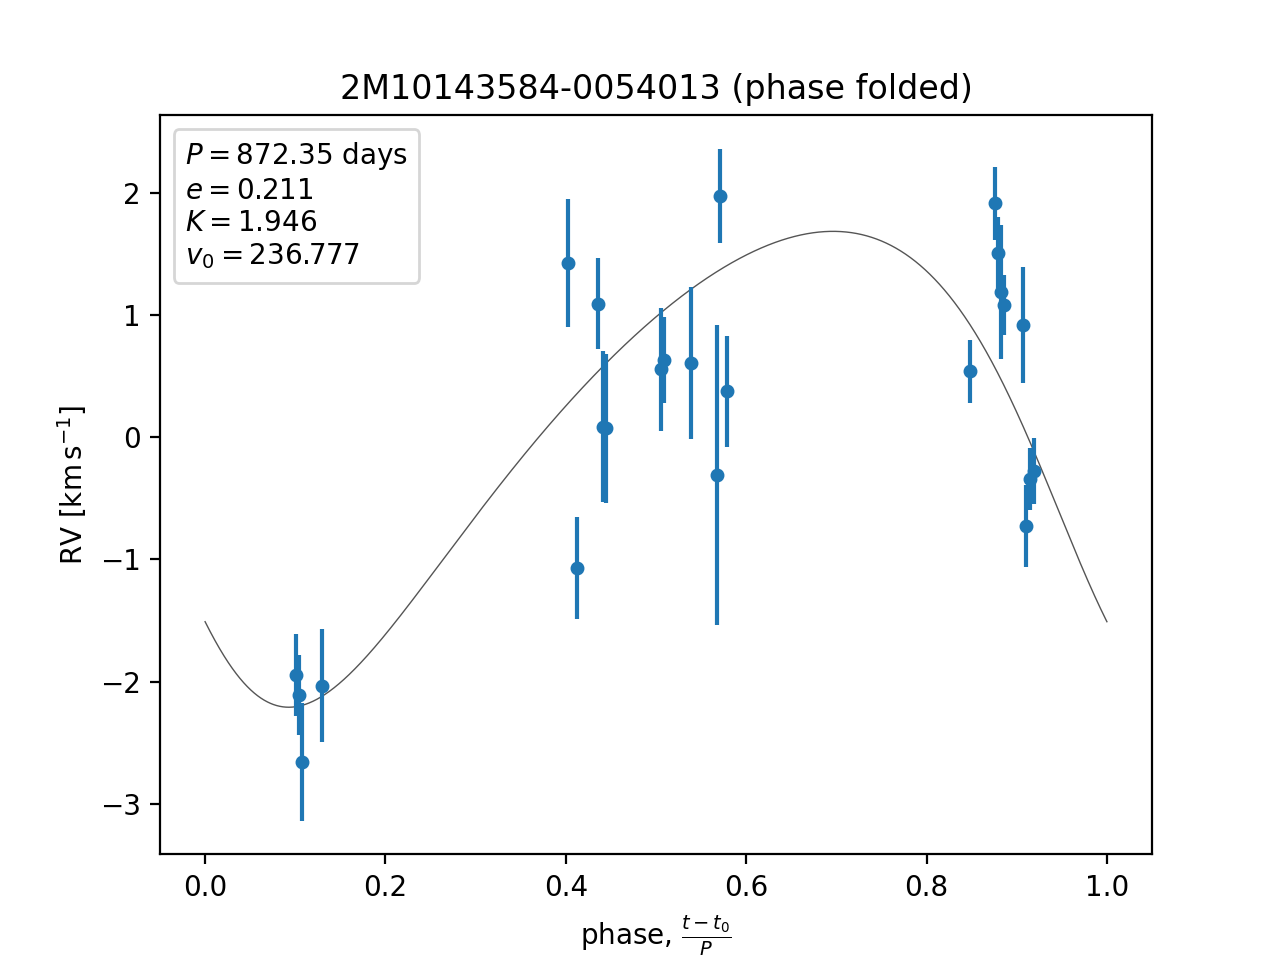 2M10143584-0054013 (phase folded)
P = 872.35 days
e = 0.211
K = 1.946
v₀ = 236.777
2
1
0
−1
−2
−3
RV [km s⁻¹]
0.0 0.2 0.4 0.6 0.8 1.0
phase, (t − t₀)/P